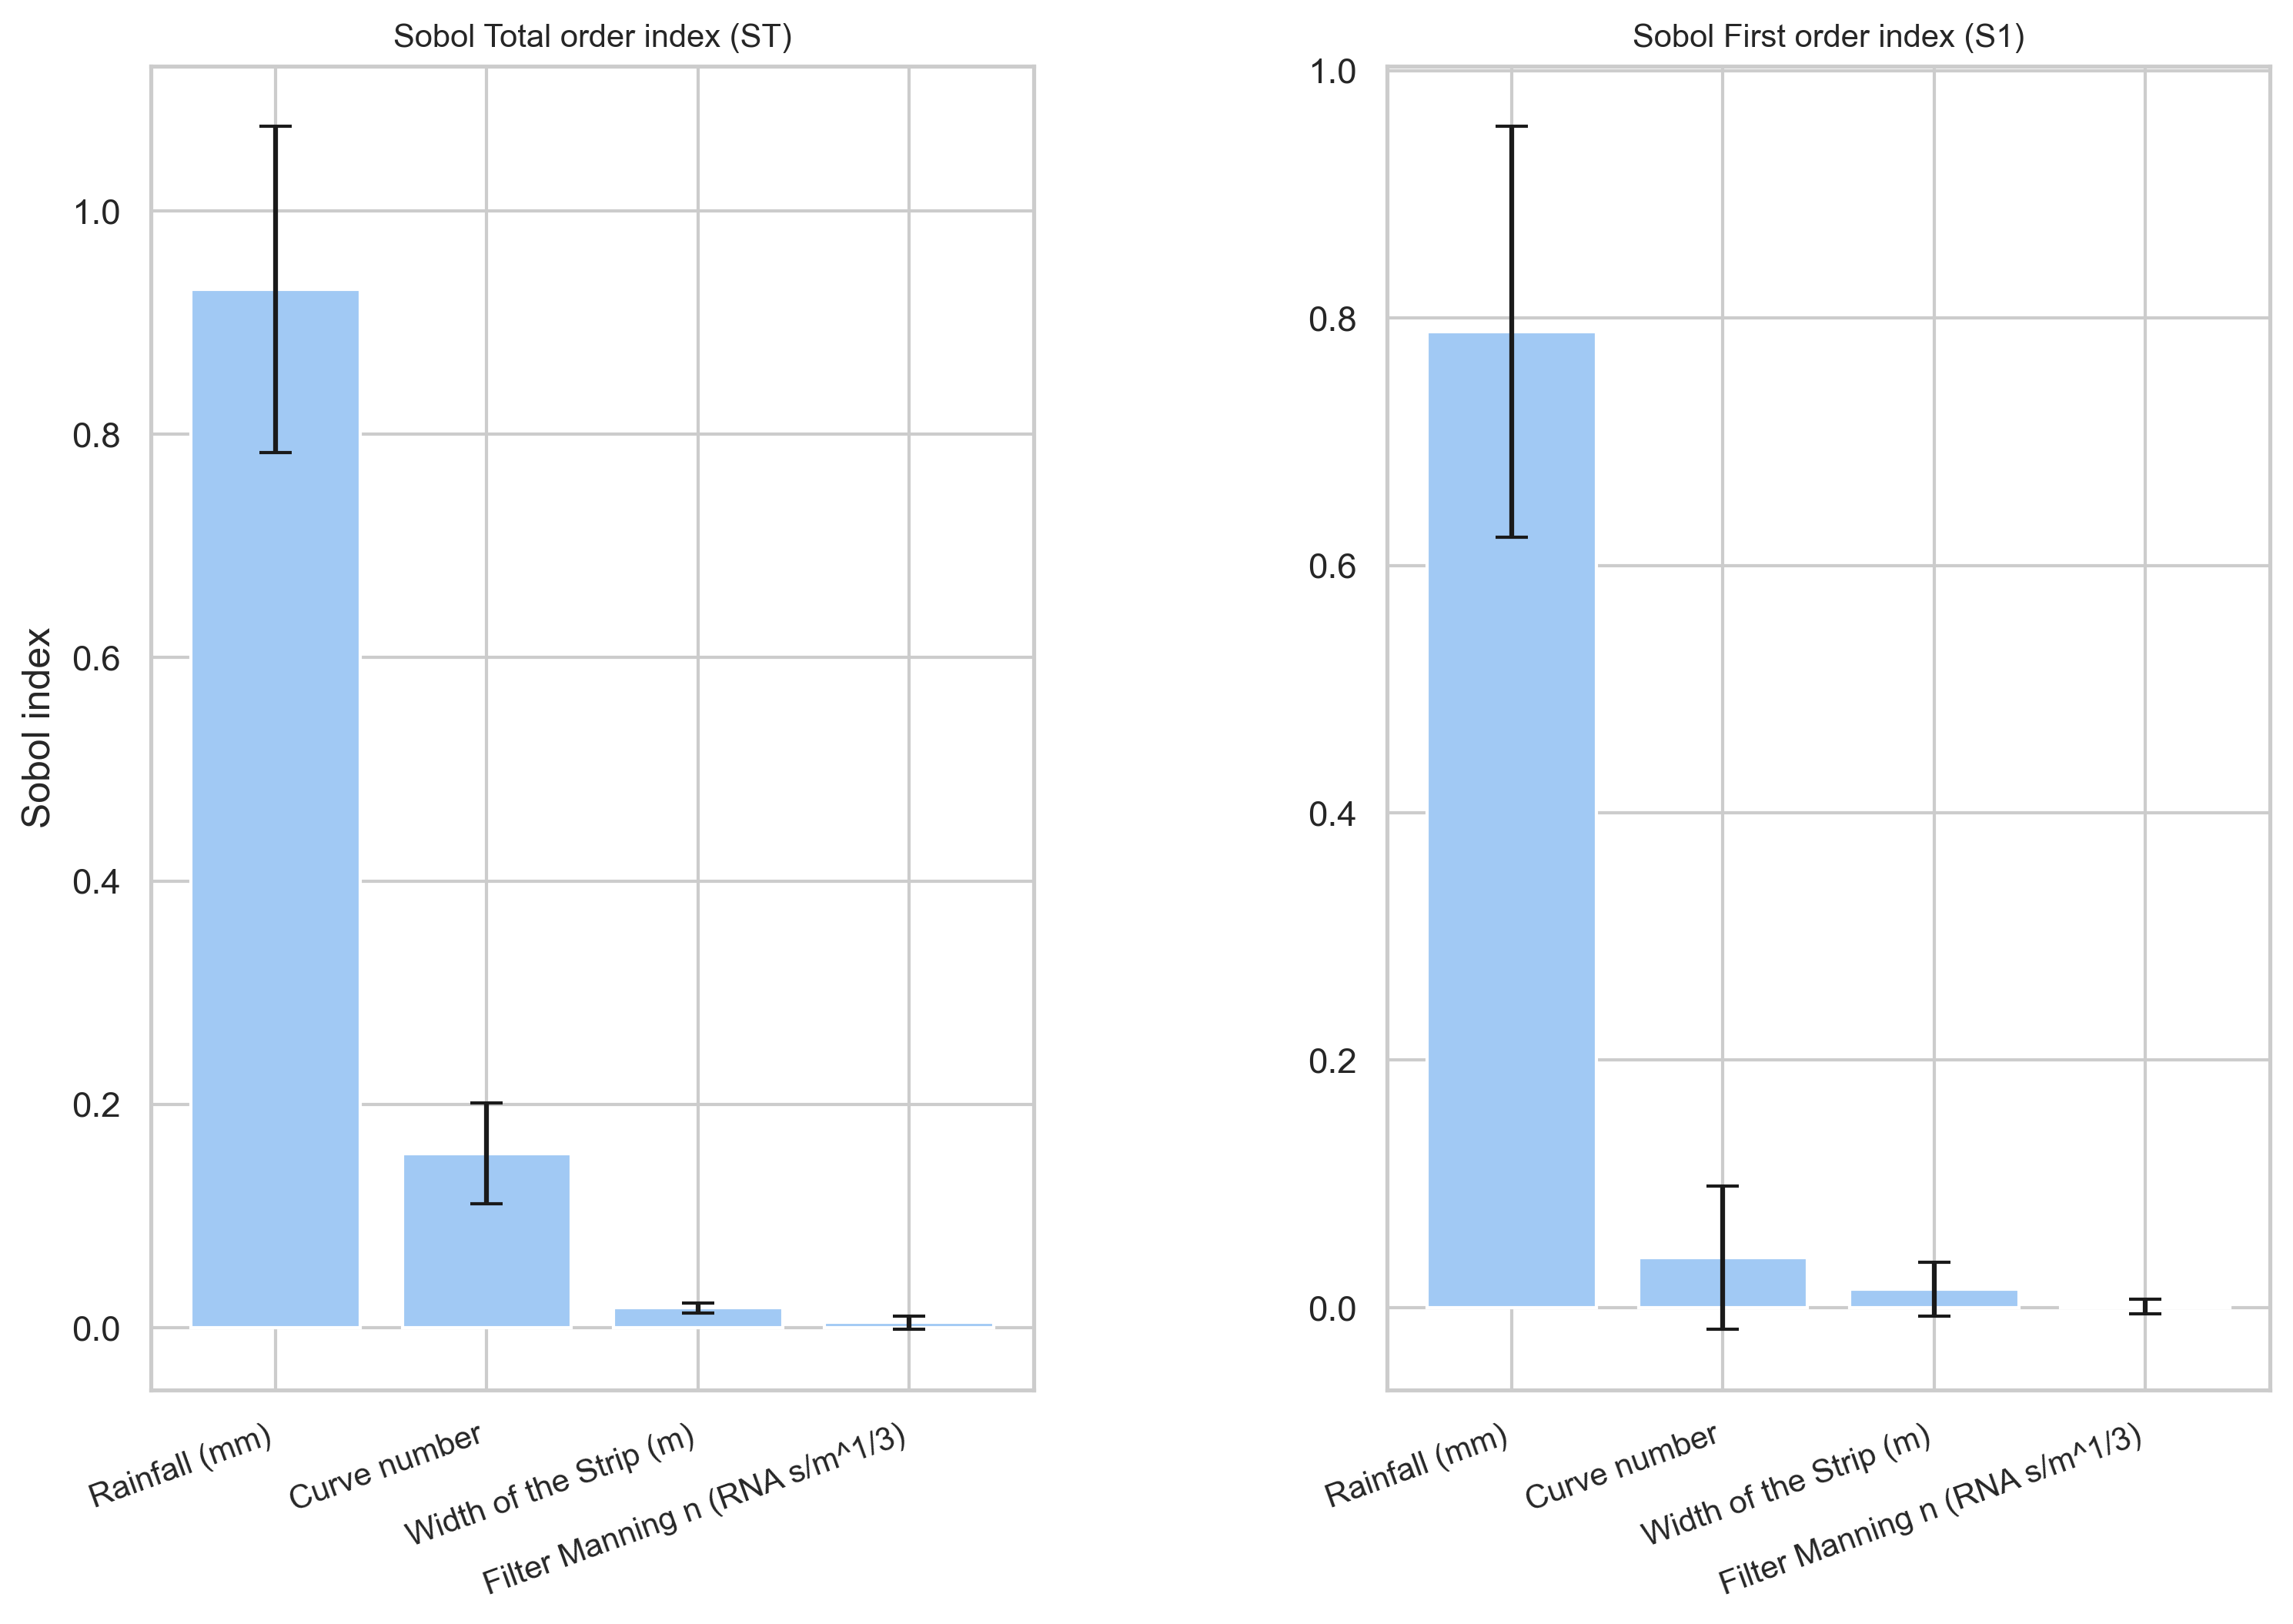 Sobol Total order index (ST)
Sobol index
1.0
0.8
0.6
0.4
0.2
0.0
Rainfall (mm)
Curve number
Width of the Strip (m)
Filter Manning n (RNA s/m^1/3)
Sobol First order index (S1)
1.0
0.8
0.6
0.4
0.2
0.0
Rainfall (mm)
Curve number
Width of the Strip (m)
Filter Manning n (RNA s/m^1/3)